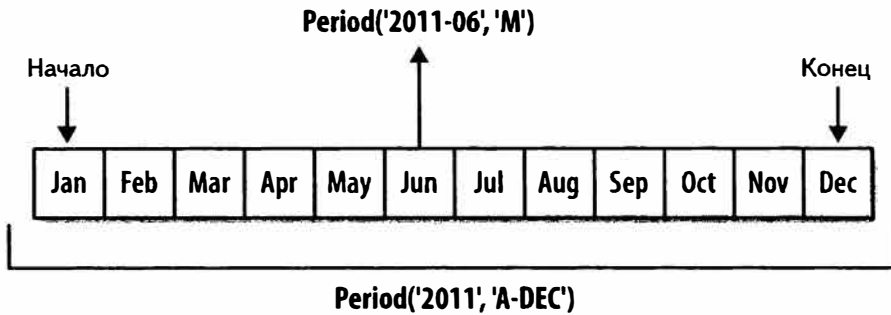 Period('2011-06', 'M')
Начало Конец
Jan Feb Mar Apr May Jun Jul Aug Sep Oct Nov Dec
Period('2011', 'A-DEC')